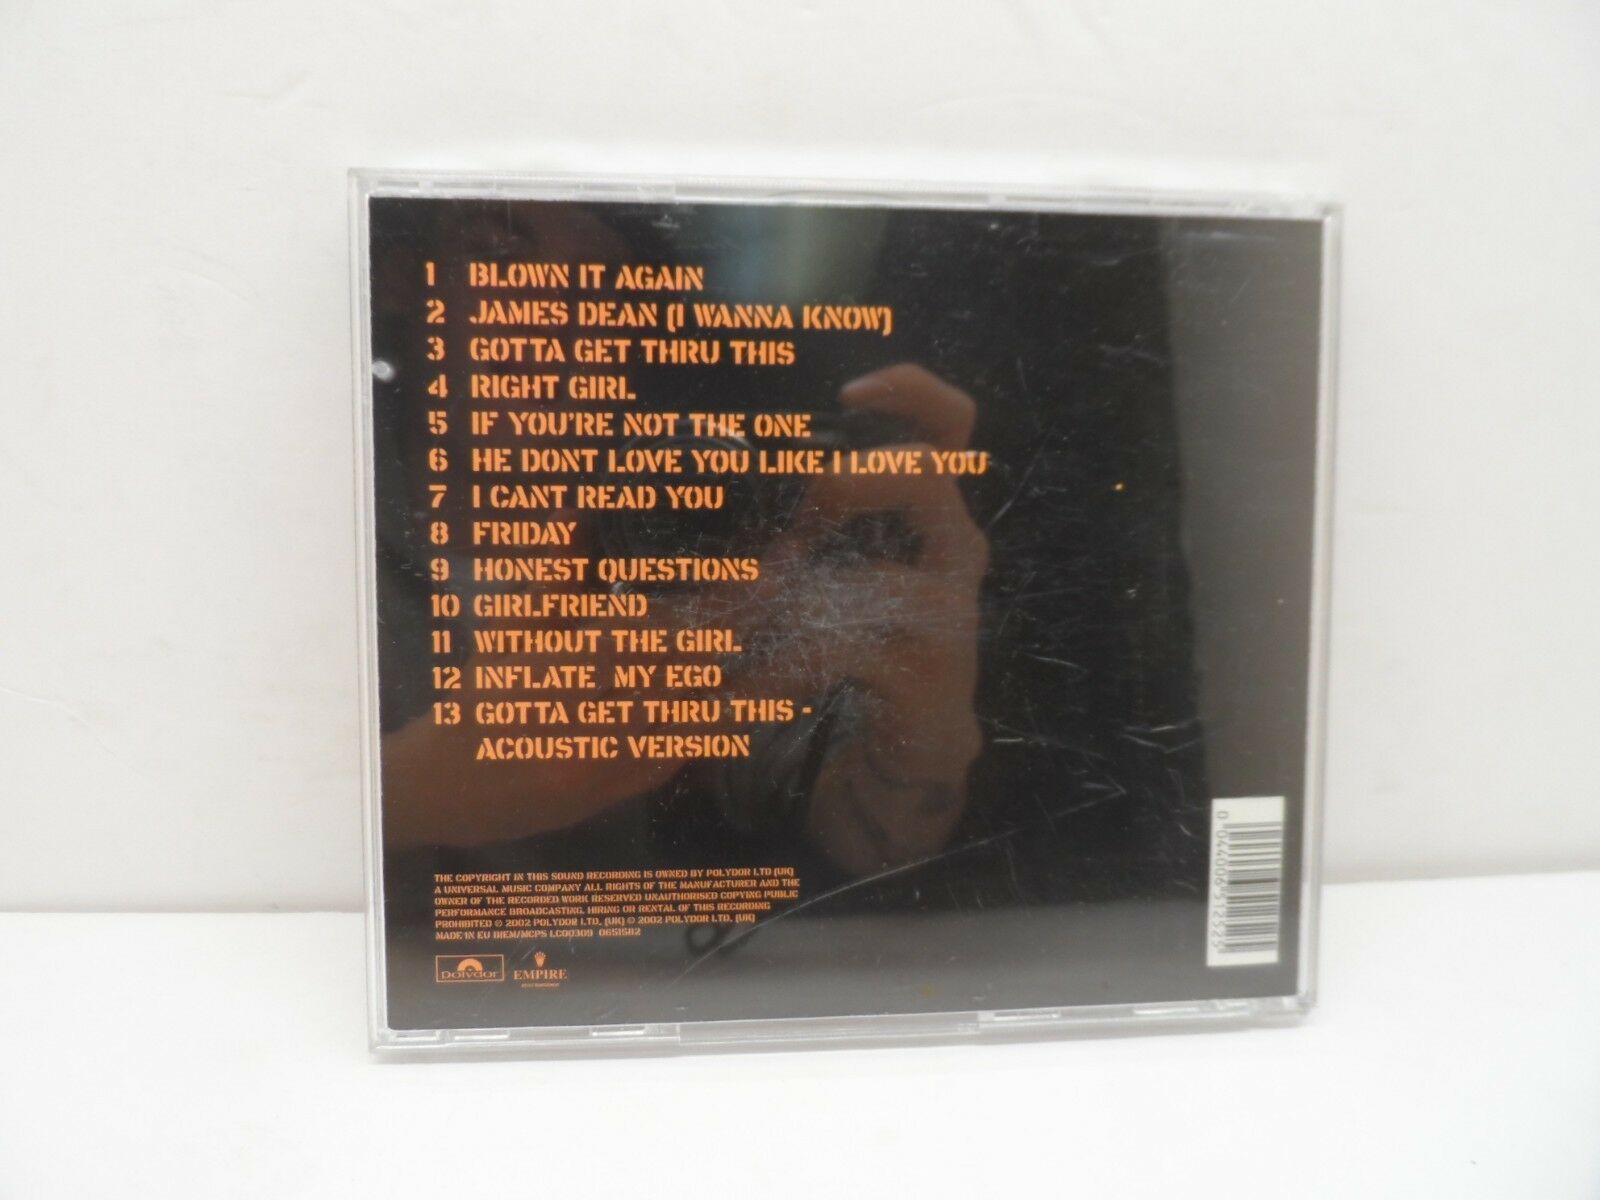 1 BLOWN IT AGAIN
2 JAMES DEAN (I WANNA KNOW)
3 GOTTA GET THRU THIS
4 RIGHT GIRL
5 IF YOU'RE NOT THE ONE
6 HE DONT LOVE YOU LIKE I LOVE YOU
7 I CANT READ YOU
8 FRIDAY
9 HONEST QUESTIONS
10 GIRLFRIEND
11 WITHOUT THE GIRL
12 INFLATE MY EGO
13 GOTTA GET THRU THIS -
ACOUSTIC VERSION
THE COPYRIGHT IN THIS SOUND RECORDING IS OWNED BY POLYDOR LTD (UK)
A UNIVERSAL MUSIC COMPANY ALL RIGHTS OF THE MANUFACTURER AND THE
OWNER OF THE RECORDED WORK RESERVED UNAUTHORISED COPYING PUBLIC
PERFORMANCE BROADCASTING. HIRING OR RENTAL OF THIS RECORDING
PROHIBITED ℗ 2002 POLYDOR LTD. (UK) © 2002 POLYDOR LTD. (UK)
MADE IN EU BIEM/MCPS LC00309 0651582
Polydor
EMPIRE